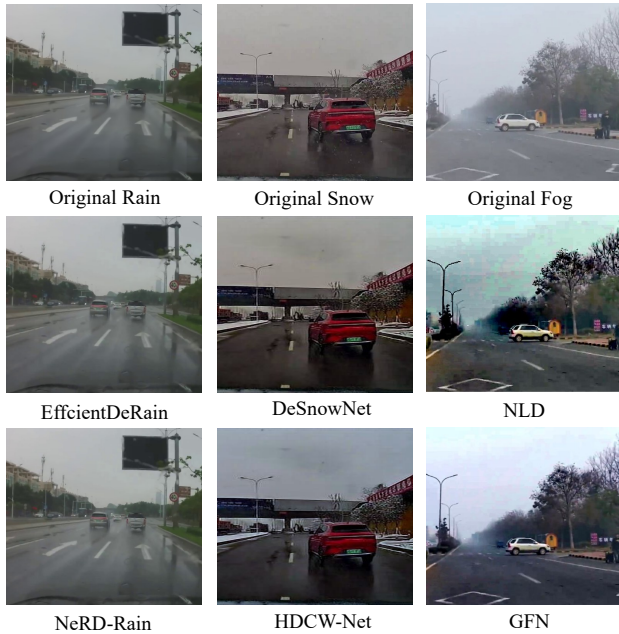 Original Rain
Original Snow
Original Fog
EffcientDeRain
DeSnowNet
NLD
NeRD-Rain
HDCW-Net
GFN